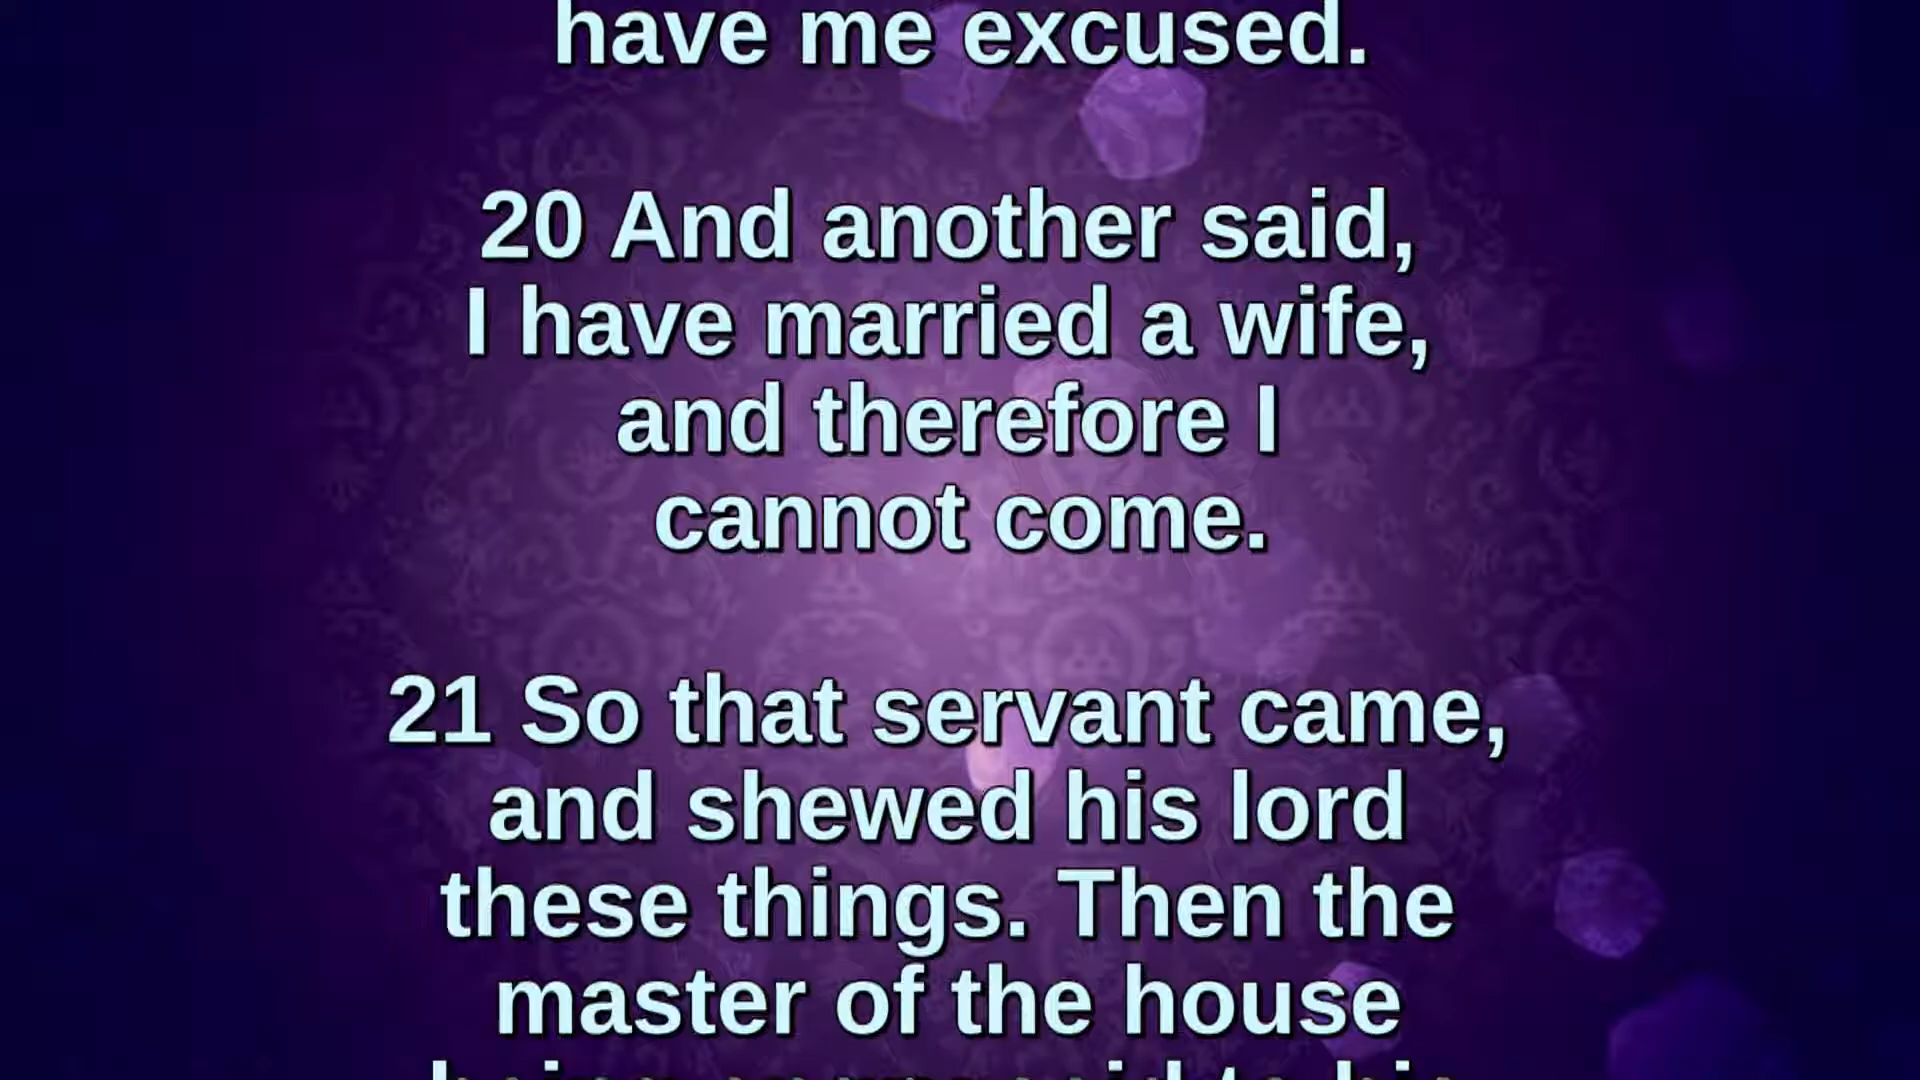 have me excused.
20 And another said,
I have married a wife,
and therefore I
cannot come.
21 So that servant came,
and shewed his lord
these things. Then the
master of the house